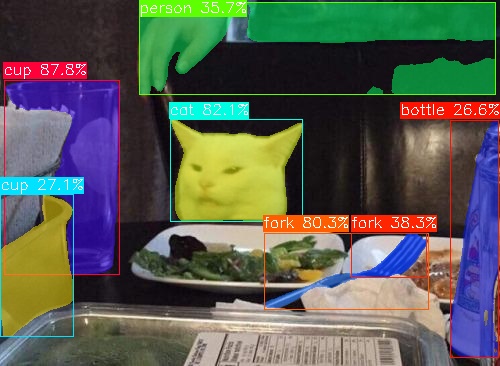 person 35.7%
cup 87.8%
cat 82.1%
bottle 26.6%
cup 27.1%
fork 80.3%
fork 38.3%